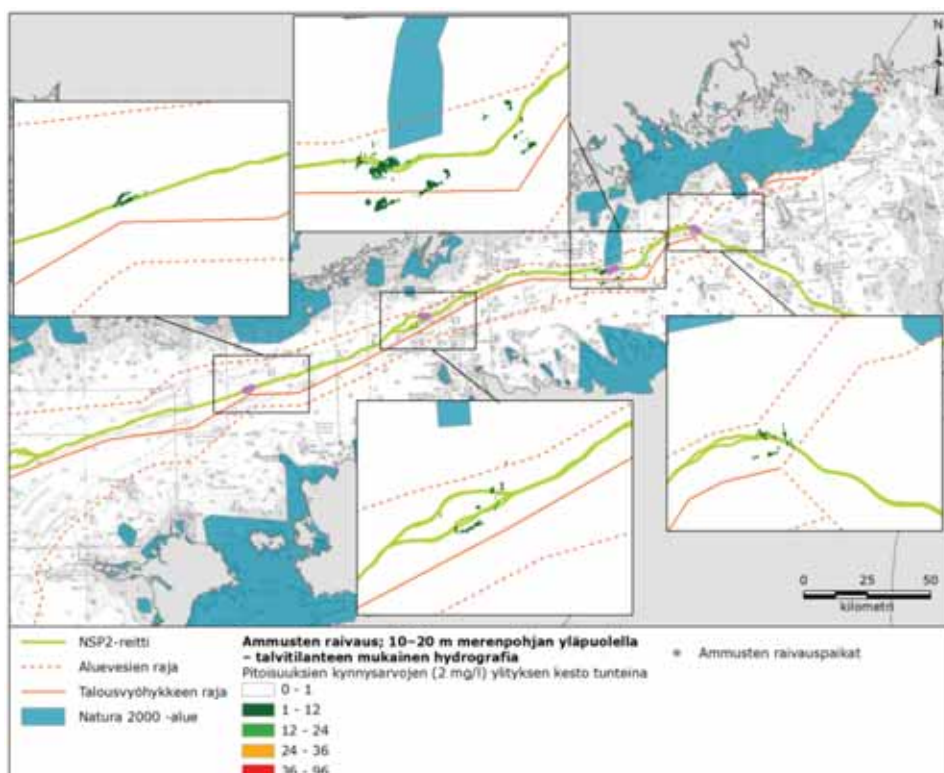 N
0 25 50
kilometri
NSP2-reitti
Aluevesien raja
Talousvyöhykkeen raja
Natura 2000 -alue
Ammusten raivaus; 10–20 m merenpohjan yläpuolella
– talvitilanteen mukainen hydrografia
Pitoisuuksien kynnysarvojen (2 mg/l) ylityksen kesto tunteina
0 - 1
1 - 12
12 - 24
24 - 36
36 - 96
Ammusten raivauspaikat